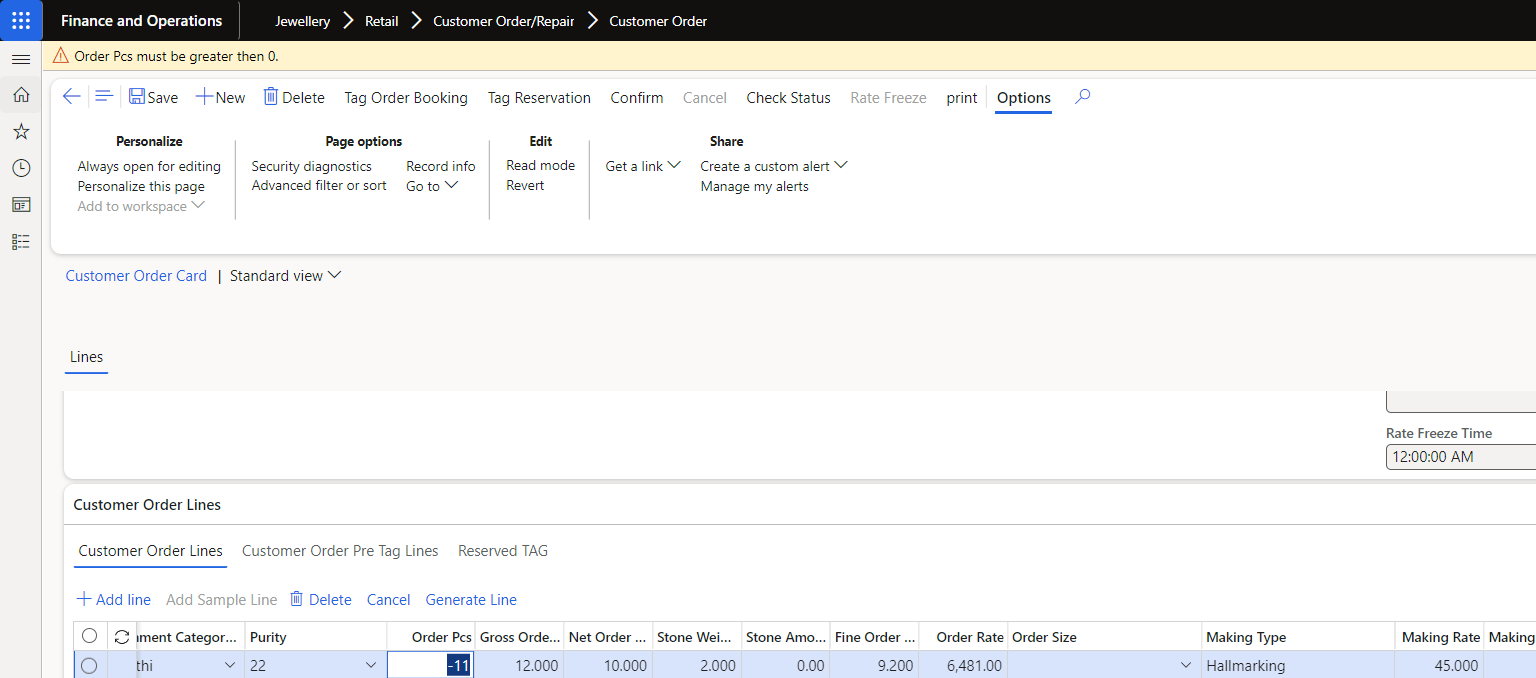 Finance and Operations
Jewellery Retail Customer Order/Repair Customer Order
Order Pcs must be greater then 0.
Save New Delete Tag Order Booking Tag Reservation Confirm Cancel Check Status Rate Freeze print Options
Personalize
Always open for editing
Personalize this page
Add to workspace
Page options
Security diagnostics
Advanced filter or sort
Record info
Go to
Edit
Read mode
Revert
Share
Get a link
Create a custom alert
Manage my alerts
Customer Order Card | Standard view
Lines
Rate Freeze Time
12:00:00 AM
Customer Order Lines
Customer Order Lines Customer Order Pre Tag Lines Reserved TAG
Add line Add Sample Line Delete Cancel Generate Line
ment Categor... Purity Order Pcs Gross Orde... Net Order ... Stone Wei... Stone Amo... Fine Order ... Order Rate Order Size Making Type Making Rate Making
thi 22 -11 12.000 10.000 2.000 0.00 9.200 6,481.00 Hallmarking 45.000